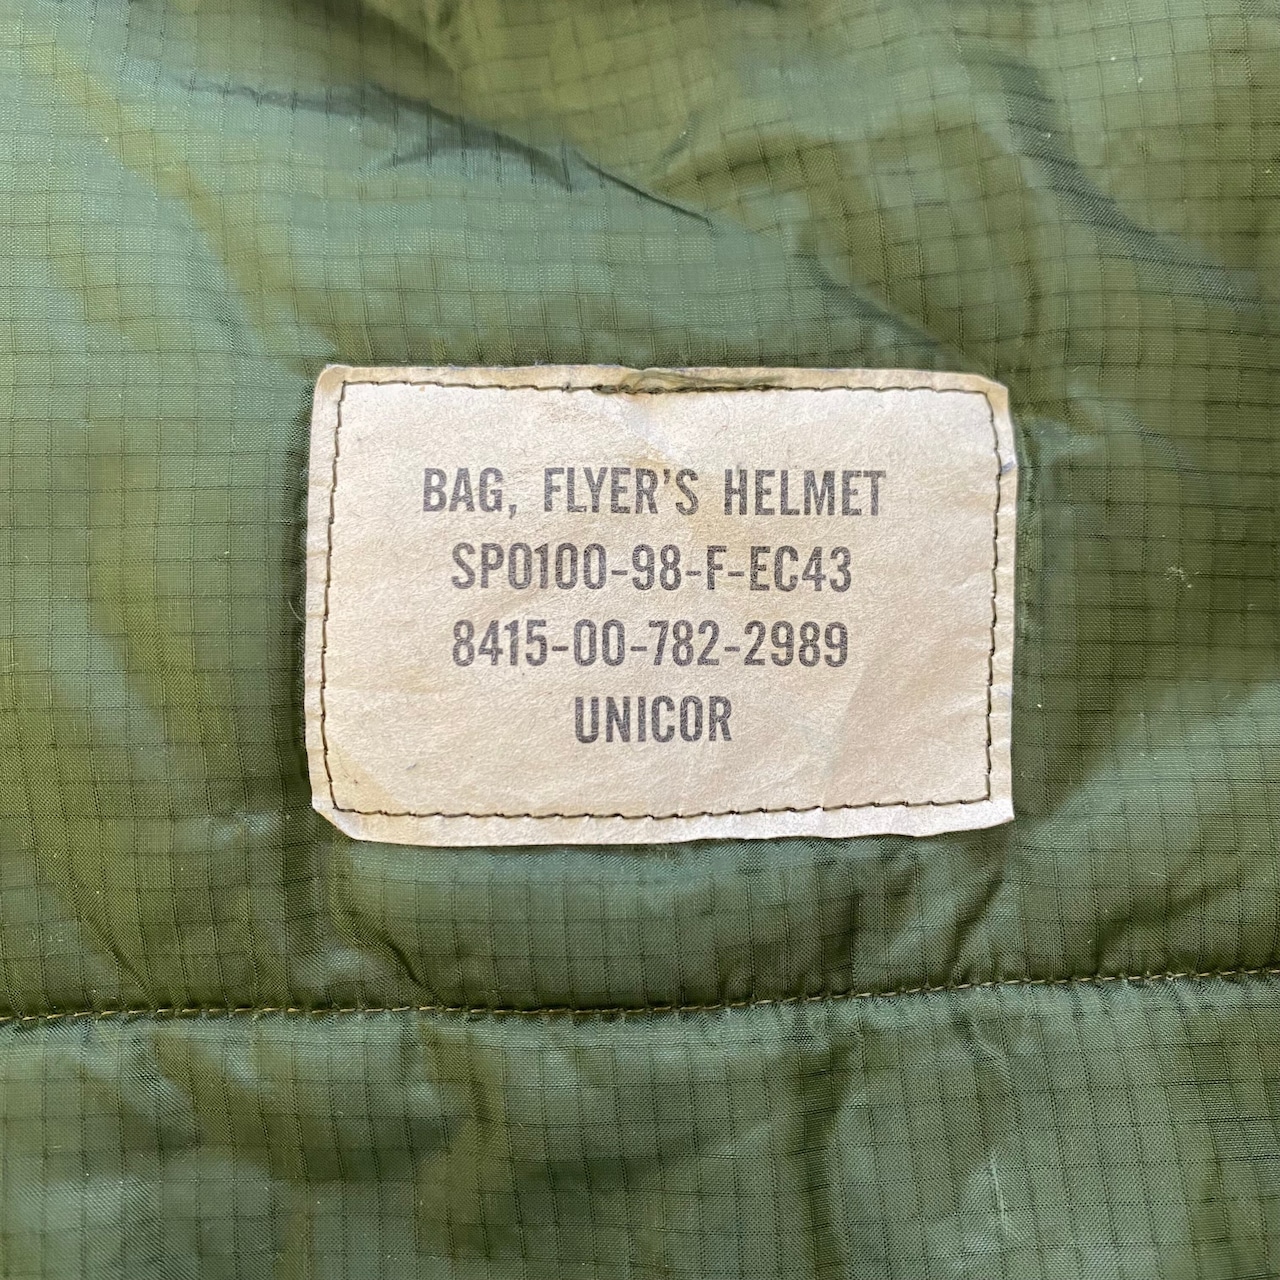 BAG, FLYER'S HELMET
SP0100-98-F-EC43
8415-00-782-2989
UNICOR